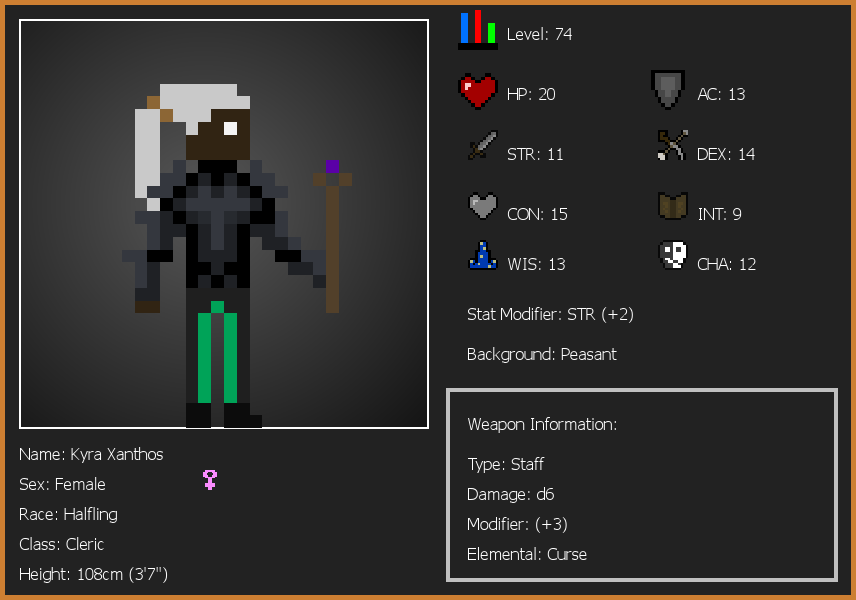 Level: 74
HP: 20
AC: 13
STR: 11
DEX: 14
CON: 15
INT: 9
WIS: 13
CHA: 12
Stat Modifier: STR (+2)
Background: Peasant
Weapon Information:
Type: Staff
Damage: d6
Modifier: (+3)
Elemental: Curse
Name: Kyra Xanthos
Sex: Female
Race: Halfling
Class: Cleric
Height: 108cm (3'7")